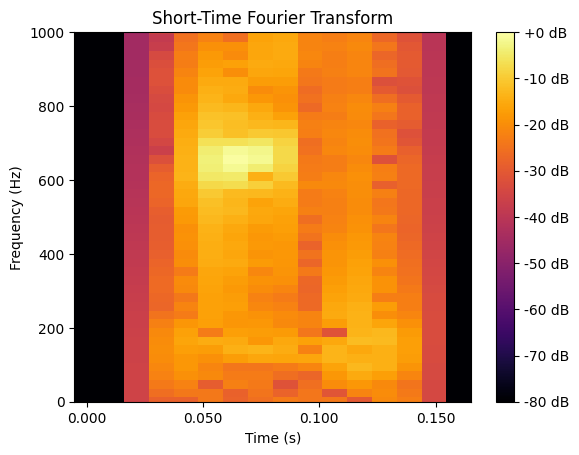 Short-Time Fourier Transform
1000
800
600
400
200
0
Frequency (Hz)
0.000
0.050
0.100
0.150
Time (s)
+0 dB
-10 dB
-20 dB
-30 dB
-40 dB
-50 dB
-60 dB
-70 dB
-80 dB